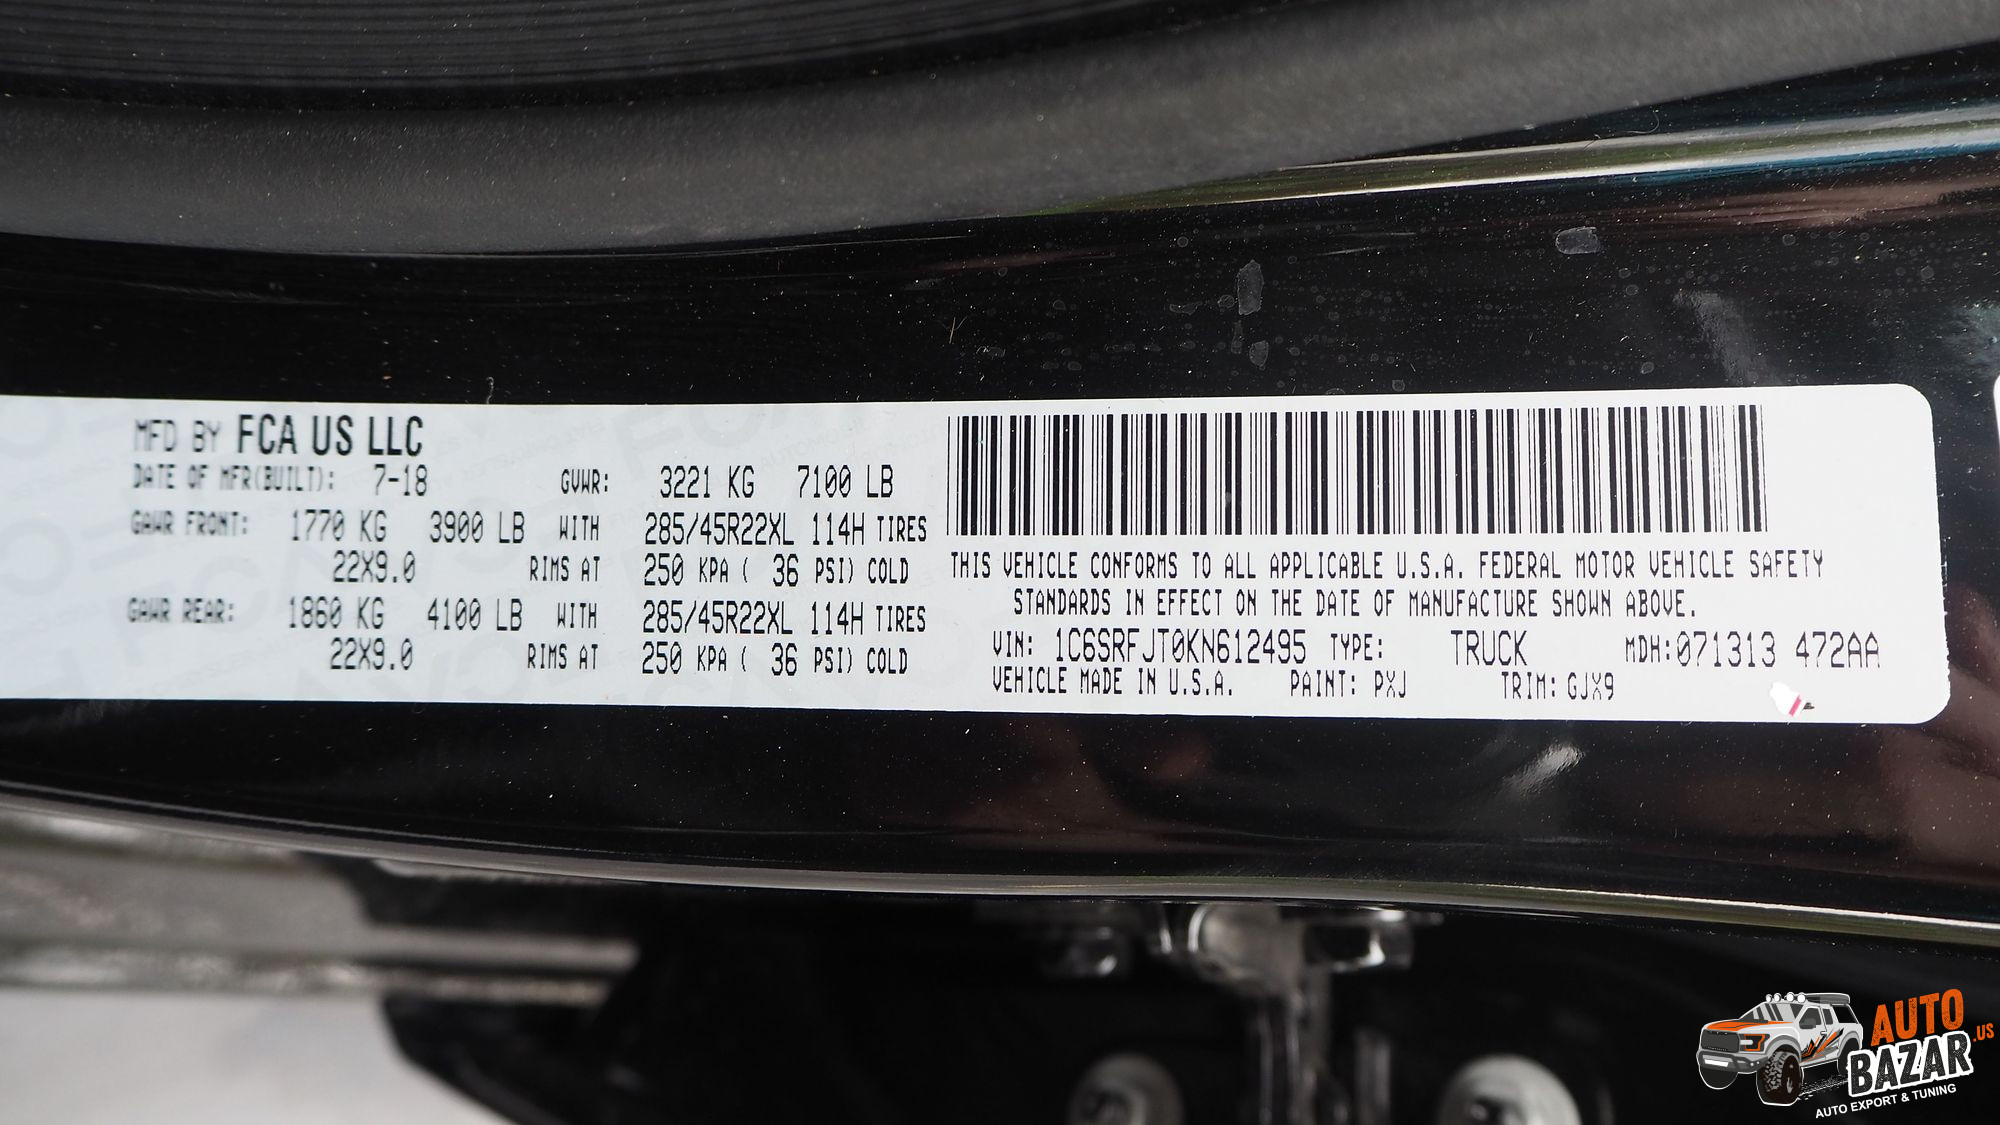 MFD BY FCA US LLC
DATE OF MFR(BUILT): 7-18 GVWR: 3221 KG 7100 LB
GAWR FRONT: 1770 KG 3900 LB WITH 285/45R22XL 114H TIRES
22X9.0 RIMS AT 250 KPA ( 36 PSI) COLD
GAWR REAR: 1860 KG 4100 LB WITH 285/45R22XL 114H TIRES
22X9.0 RIMS AT 250 KPA ( 36 PSI) COLD
THIS VEHICLE CONFORMS TO ALL APPLICABLE U.S.A. FEDERAL MOTOR VEHICLE SAFETY
STANDARDS IN EFFECT ON THE DATE OF MANUFACTURE SHOWN ABOVE.
VIN: 1C6SRFJT0KN612495 TYPE: TRUCK MDH:071313 472AA
VEHICLE MADE IN U.S.A. PAINT: PXJ TRIM: GJX9
AUTO
BAZAR.US
AUTO EXPORT & TUNING